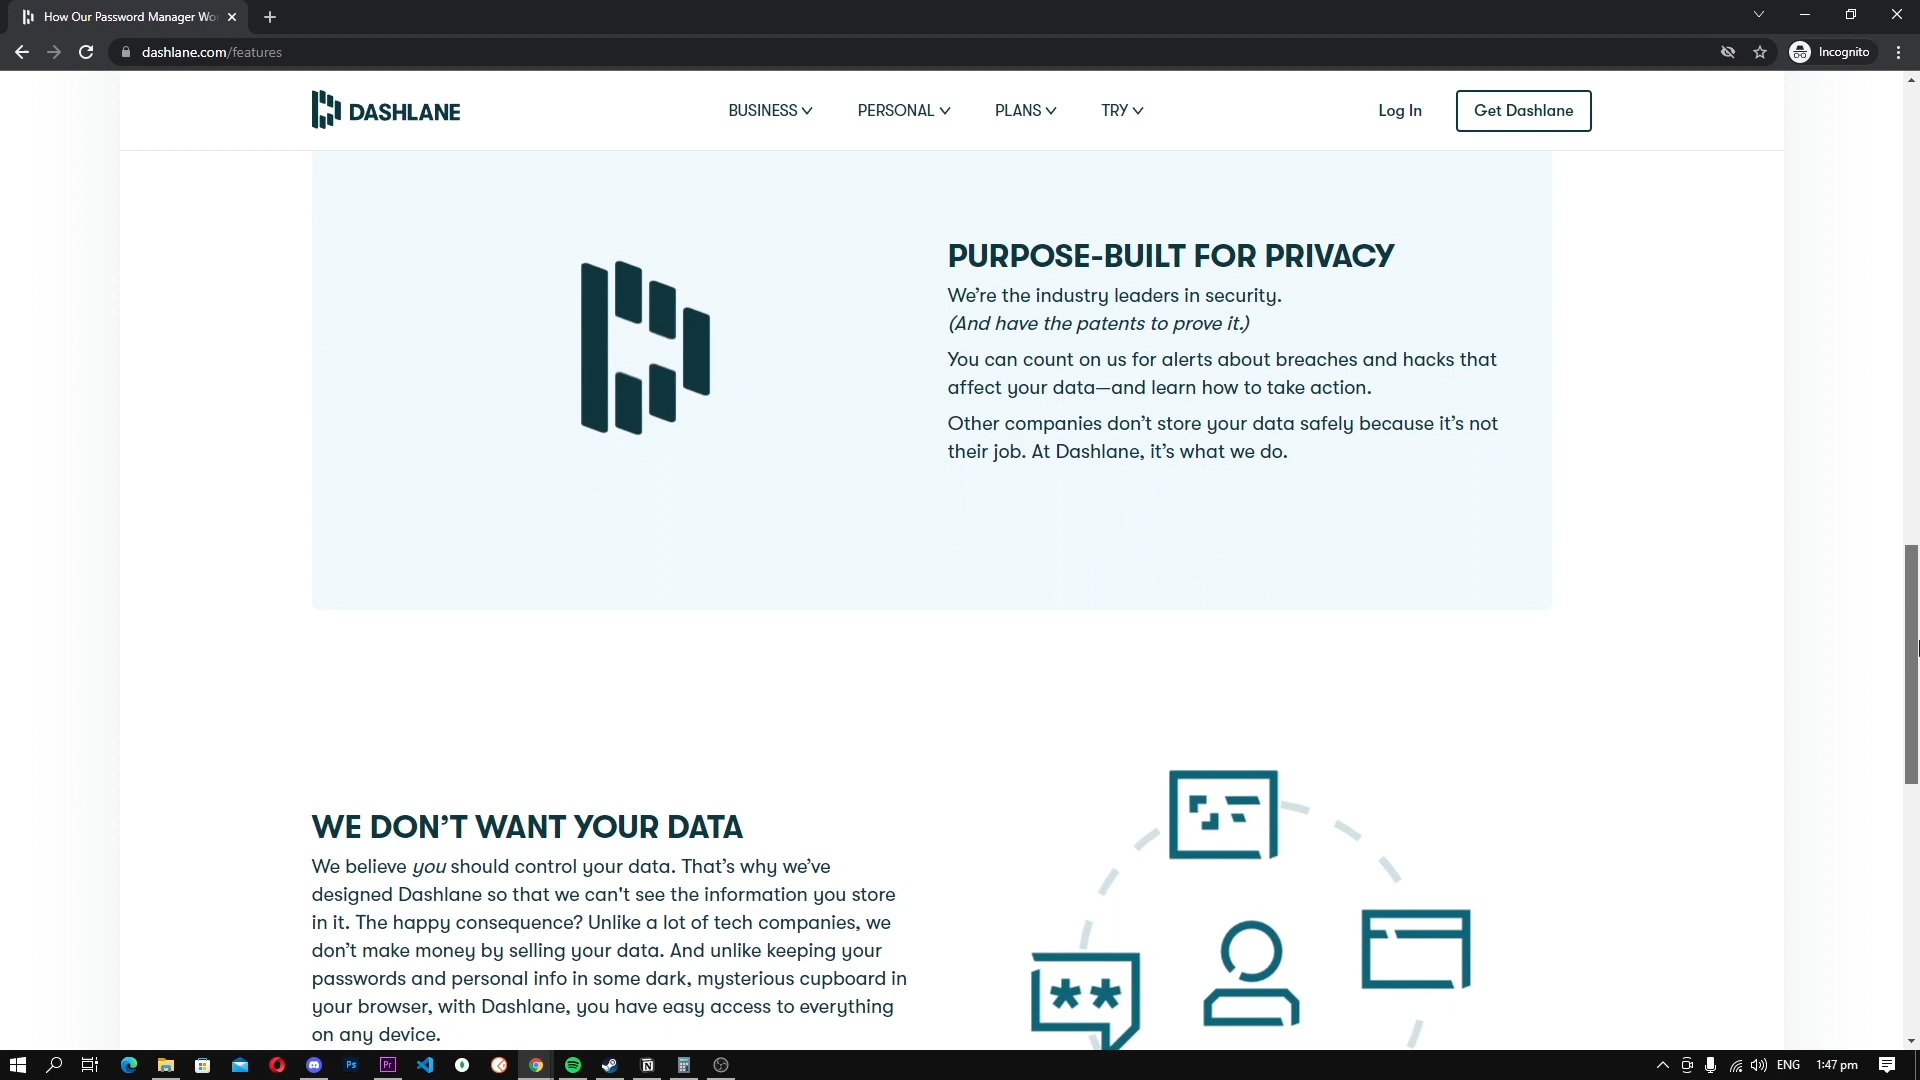 How Our Password Manager Wo
dashlane.com/features
Incognito
DASHLANE
BUSINESS
PERSONAL
PLANS
TRY
Log In
Get Dashlane
PURPOSE-BUILT FOR PRIVACY
We’re the industry leaders in security.
(And have the patents to prove it.)
You can count on us for alerts about breaches and hacks that
affect your data—and learn how to take action.
Other companies don’t store your data safely because it’s not
their job. At Dashlane, it’s what we do.
WE DON’T WANT YOUR DATA
We believe you should control your data. That’s why we’ve
designed Dashlane so that we can't see the information you store
in it. The happy consequence? Unlike a lot of tech companies, we
don’t make money by selling your data. And unlike keeping your
passwords and personal info in some dark, mysterious cupboard in
your browser, with Dashlane, you have easy access to everything
on any device.
**
Ps
Pr
N
ENG
1:47 pm